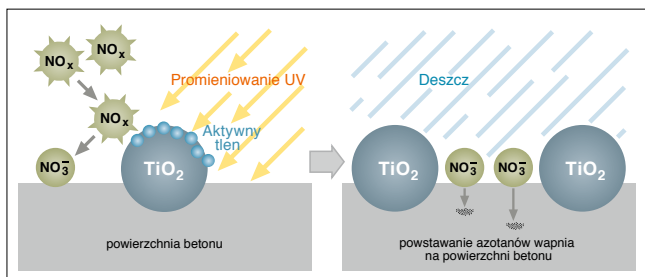 NOx
NOx
Promieniowanie UV
NOx
Aktywny
tlen
NO3⁻
TiO2
powierzchnia betonu
Deszcz
TiO2
NO3⁻
NO3⁻
TiO2
powstawanie azotanów wapnia
na powierzchni betonu